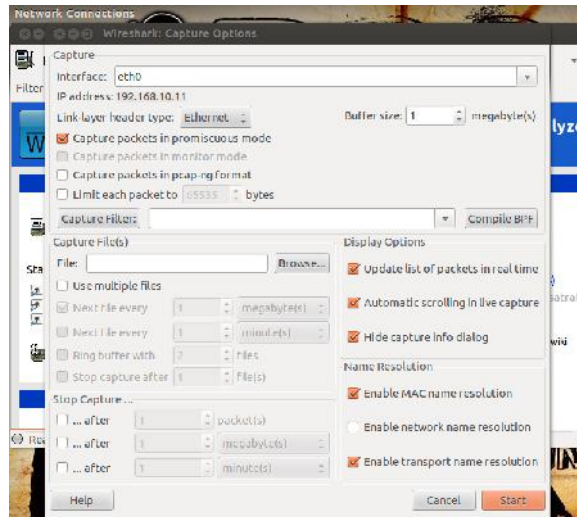 Network Connections
Wireshark: Capture Options
Capture
Interface: eth0
IP address: 192.168.10.11
Link-layer header type: Ethernet
Buffer size: 1 megabyte(s)
Capture packets in promiscuous mode
Capture packets in monitor mode
Capture packets in pcap-ng format
Limit each packet to 65535 bytes
Capture Filter:
Compile BPF
Capture File(s)
File:
Browse...
Use multiple files
Next file every 1 megabyte(s)
Next file every 1 minute(s)
Ring buffer with 2 files
Stop capture after 1 file(s)
Stop Capture ...
... after 1 packet(s)
... after 1 megabyte(s)
... after 1 minute(s)
Display Options
Update list of packets in real time
Automatic scrolling in live capture
Hide capture info dialog
Name Resolution
Enable MAC name resolution
Enable network name resolution
Enable transport name resolution
Help
Cancel
Start
Filter
W
lyze
Sta
satral
wiki
Rea